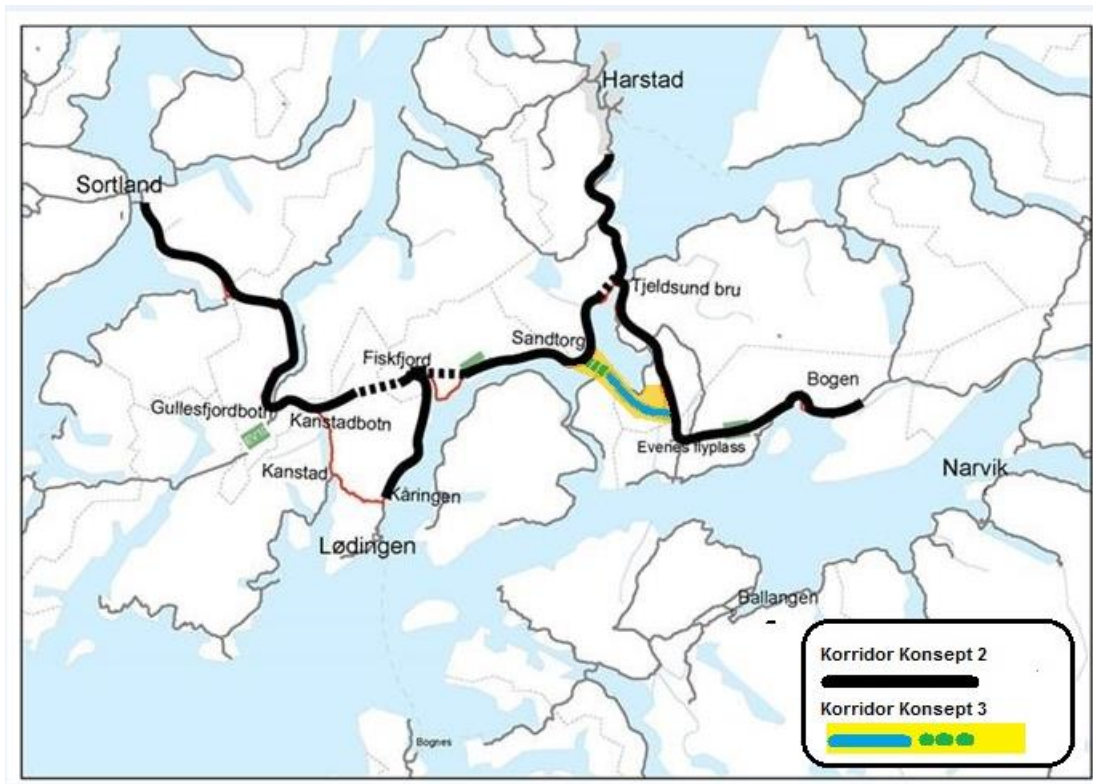 Harstad
Sortland
Tjeldsund bru
Sandtorg
Fiskfjord
Bogen
Gullesfjordbotn
Kanstadbotn
Evenes flyplass
Kanstad
Kåringen
Narvik
Lødingen
Ballangen
Korridor Konsept 2
Korridor Konsept 3
Bognes